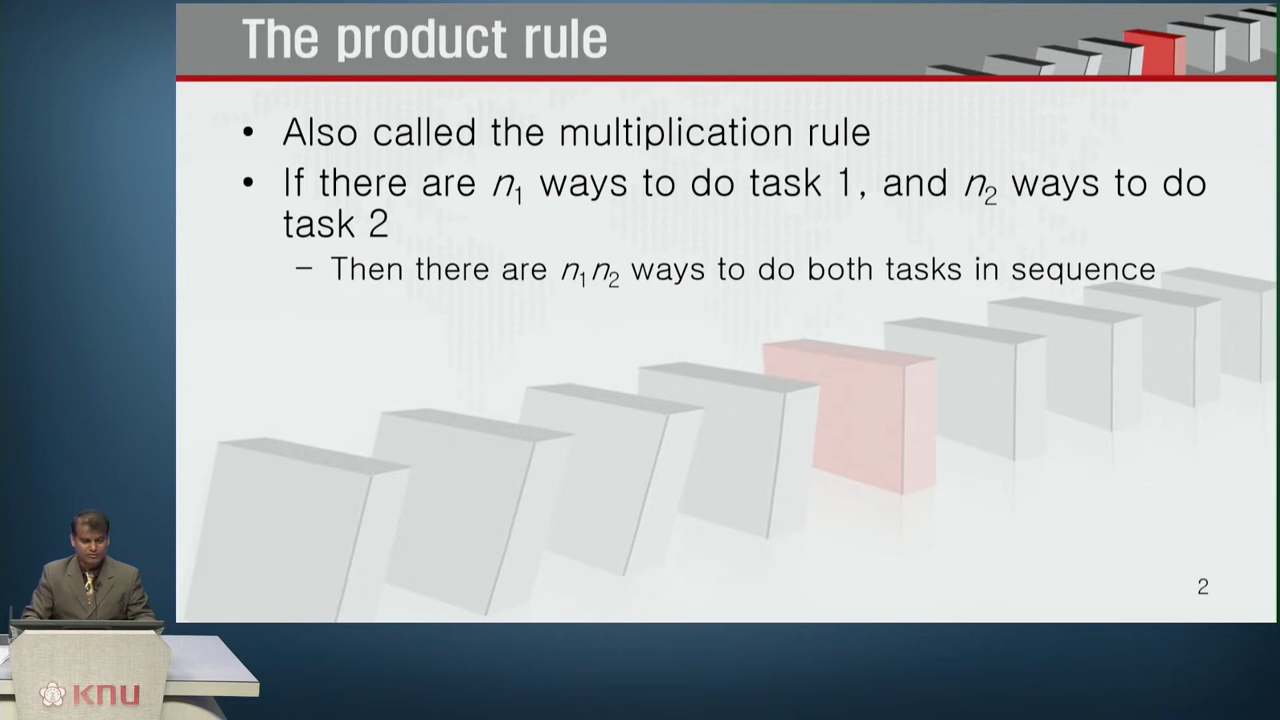 The product rule
• Also called the multiplication rule
• If there are n₁ ways to do task 1, and n₂ ways to do
task 2
– Then there are n₁n₂ ways to do both tasks in sequence
2
KNU